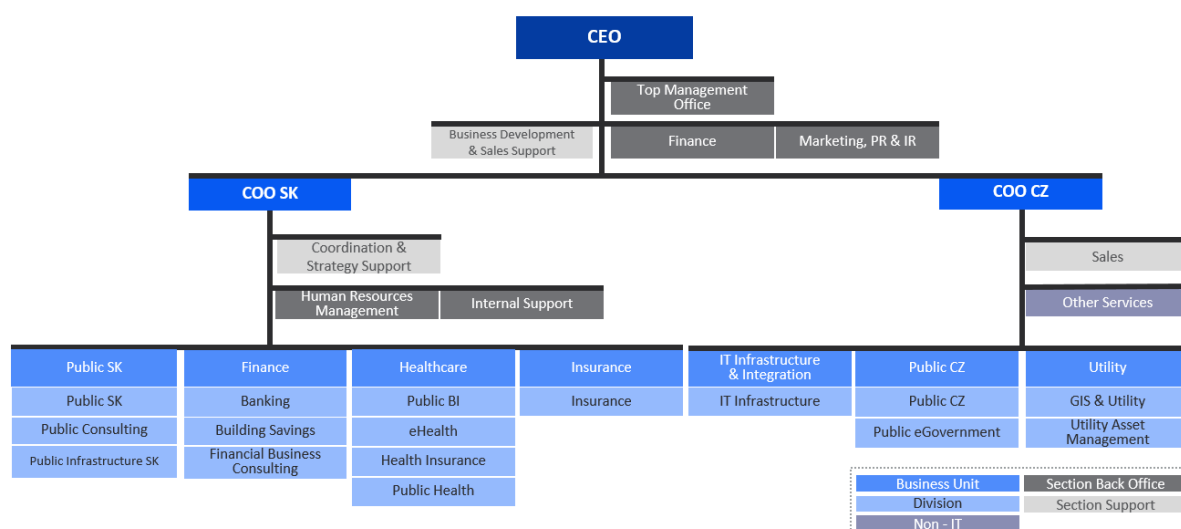 CEO
Top Management
Office
Business Development
& Sales Support
Finance
Marketing, PR & IR
COO SK
COO CZ
Coordination &
Strategy Support
Sales
Human Resources
Management
Internal Support
Other Services
Public SK
Finance
Healthcare
Insurance
IT Infrastructure
& Integration
Public CZ
Utility
Public SK
Banking
Public BI
Insurance
IT Infrastructure
Public CZ
GIS & Utility
Public Consulting
Building Savings
eHealth
Public eGovernment
Utility Asset
Management
Public Infrastructure SK
Financial Business
Consulting
Health Insurance
Public Health
Business Unit
Section Back Office
Division
Section Support
Non - IT